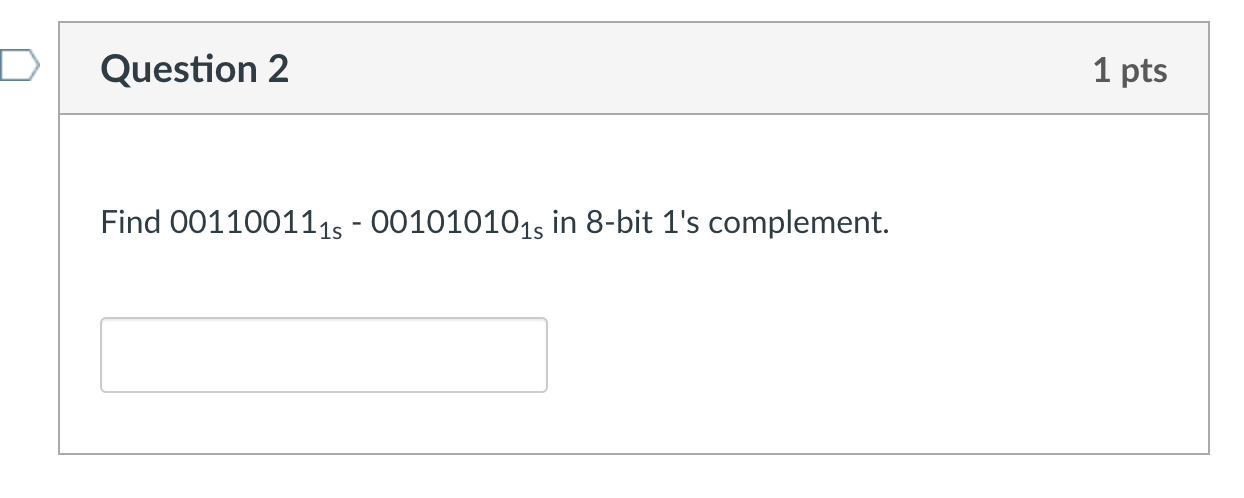 Question 2
1 pts
Find 00110011₁ₛ - 00101010₁ₛ in 8-bit 1's complement.